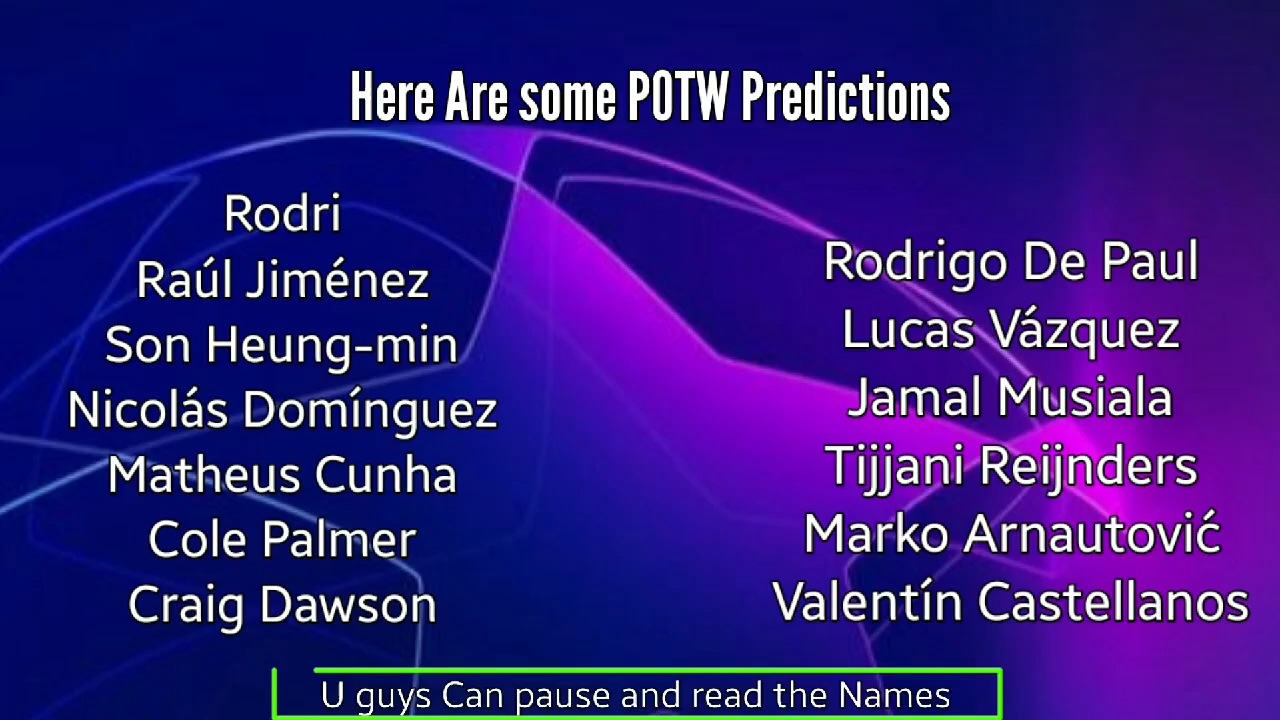 Here Are some POTW Predictions
Rodri
Raúl Jiménez
Son Heung-min
Nicolás Domínguez
Matheus Cunha
Cole Palmer
Craig Dawson
Rodrigo De Paul
Lucas Vázquez
Jamal Musiala
Tijjani Reijnders
Marko Arnautović
Valentín Castellanos
U guys Can pause and read the Names